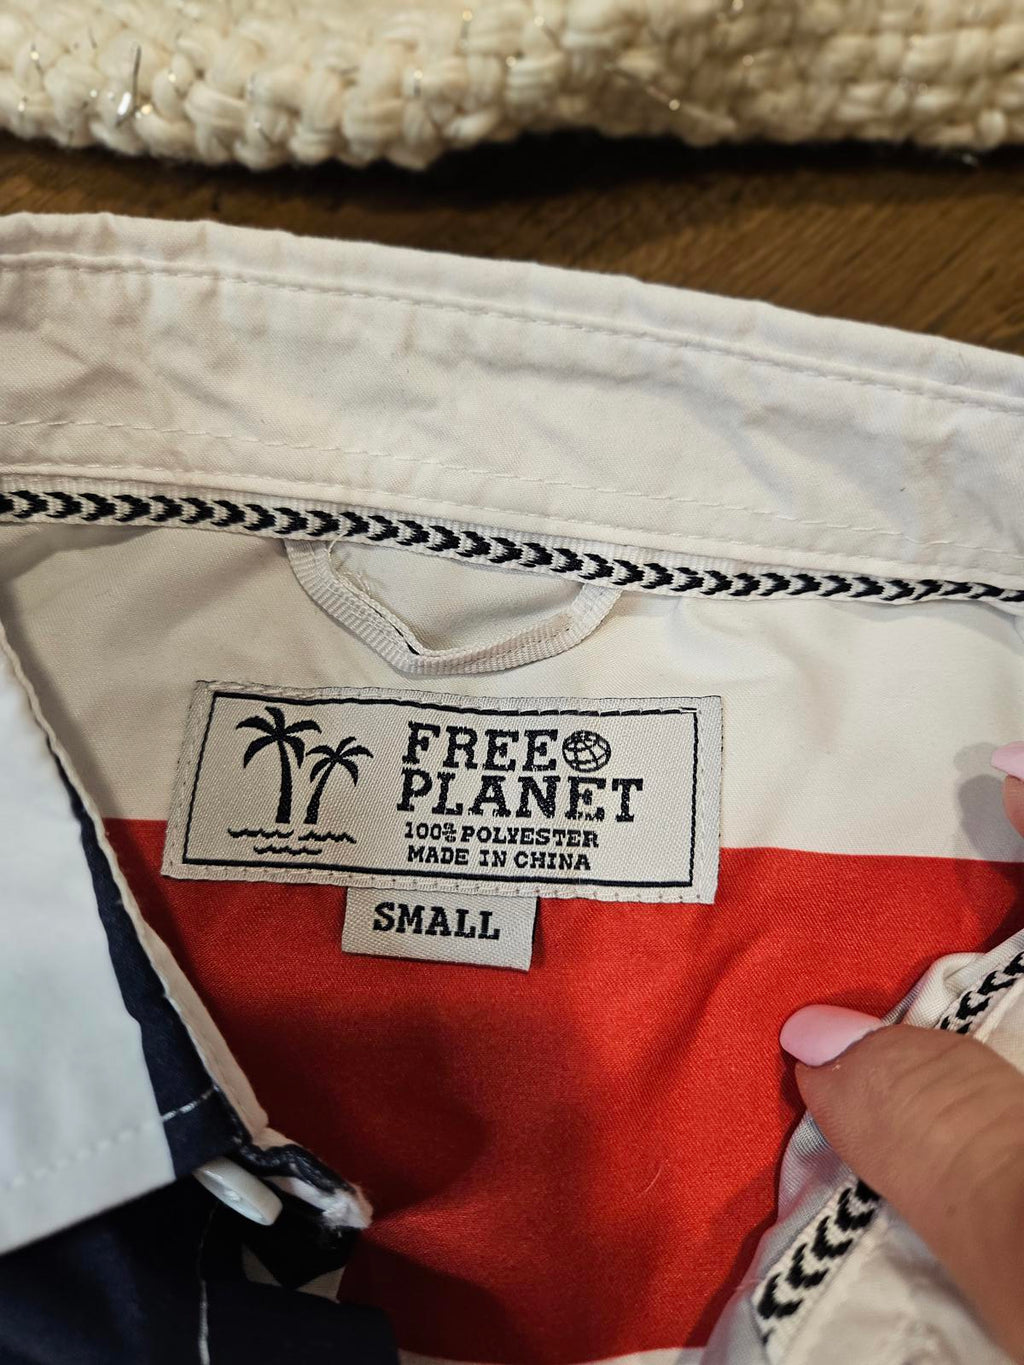 FREE
PLANET
100% POLYESTER
MADE IN CHINA
SMALL